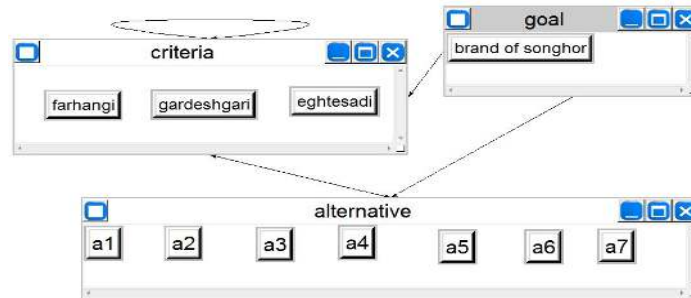 goal
brand of songhor
criteria
farhangi gardeshgari eghtesadi
alternative
a1 a2 a3 a4 a5 a6 a7